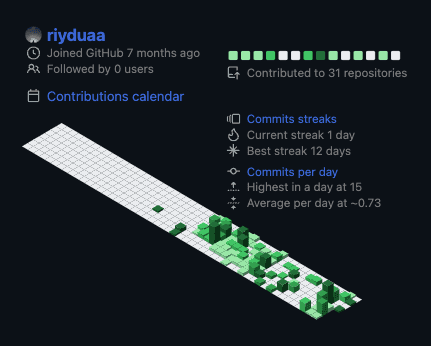 riyduaa
Joined GitHub 7 months ago
Followed by 0 users
Contributed to 31 repositories
Contributions calendar
Commits streaks
Current streak 1 day
Best streak 12 days
Commits per day
Highest in a day at 15
Average per day at ~0.73